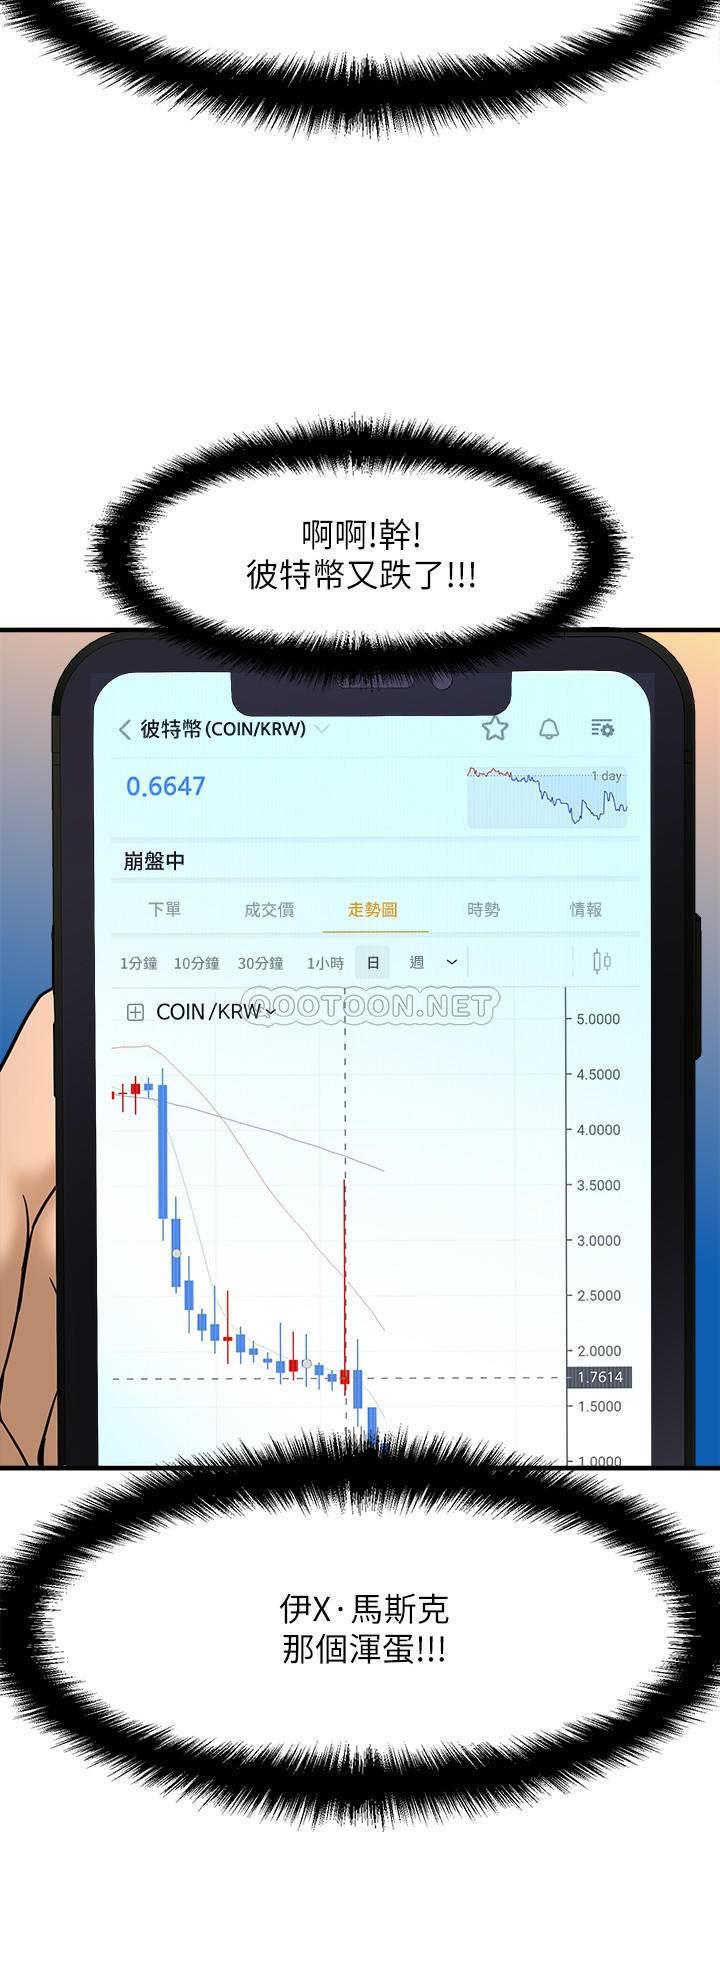 啊啊!幹!
彼特幣又跌了!!!
彼特幣(COIN/KRW)
0.6647
1 day
崩盤中
下單 成交價 走勢圖 時勢 情報
1分鐘 10分鐘 30分鐘 1小時 日 週
COIN/KRW
QOOTOON.NET
5.0000
4.5000
4.0000
3.5000
3.0000
2.5000
2.0000
1.7614
1.5000
1.0000
伊X·馬斯克
那個渾蛋!!!